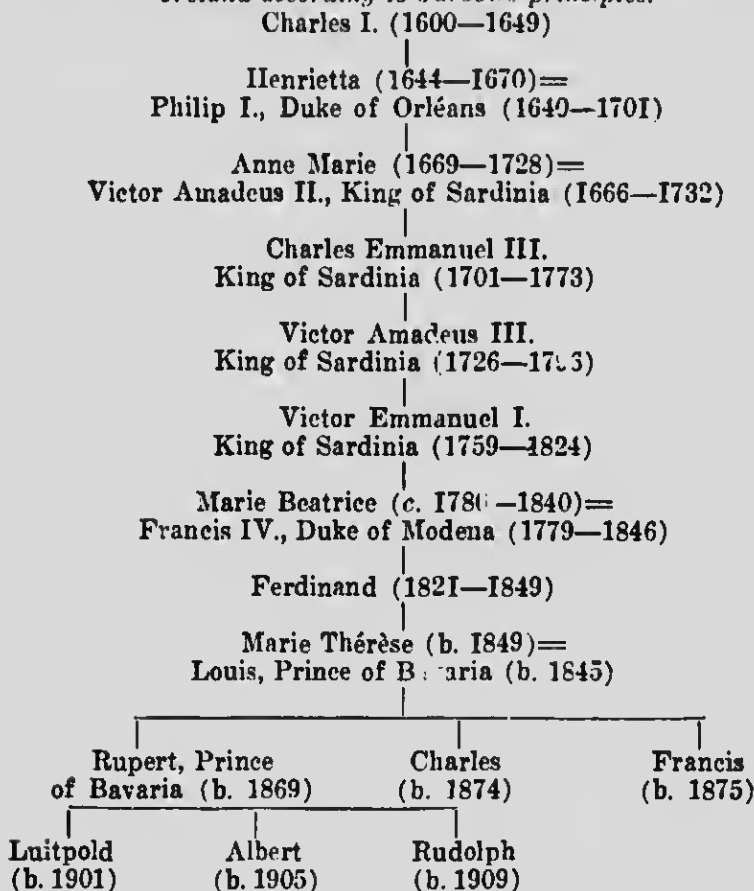 according to
Charles I. (1600—1649)
Henrietta (1644—1670)=
Philip I., Duke of Orléans (1640—1701)
Anne Marie (1669—1728)=
Victor Amadeus II., King of Sardinia (1666—1732)
Charles Emmanuel III.
King of Sardinia (1701—1773)
Victor Amadeus III.
King of Sardinia
Victor Emmanuel I.
King of Sardinia (1759—1824)
Marie Beatrice
Francis IV., Duke of Modena (1779—1846)
Ferdinand (1821—1849)
Marie Thérèse (b. 1849)=
Louis, Prince of (b. 1845)
Rupert, Prince Charles Francis
of Bavaria (b. 1869) (b. 1874) (b. 1875)
Luitpold Albert Rudolph
(b. 1901) (b. 1905) (b. 1909)